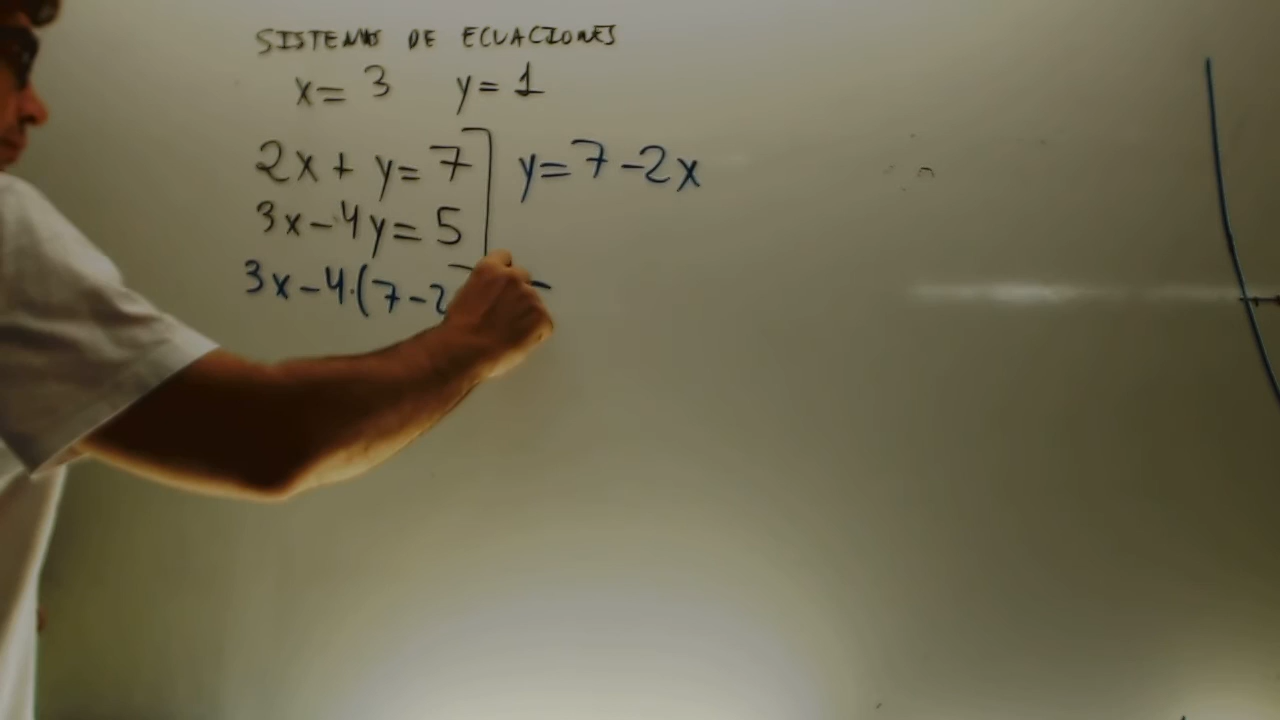 SISTEMAS DE ECUACIONES
x= 3 y= 1
2x + y= 7 y= 7 -2x
3x - 4y= 5
3x - 4·(7-2